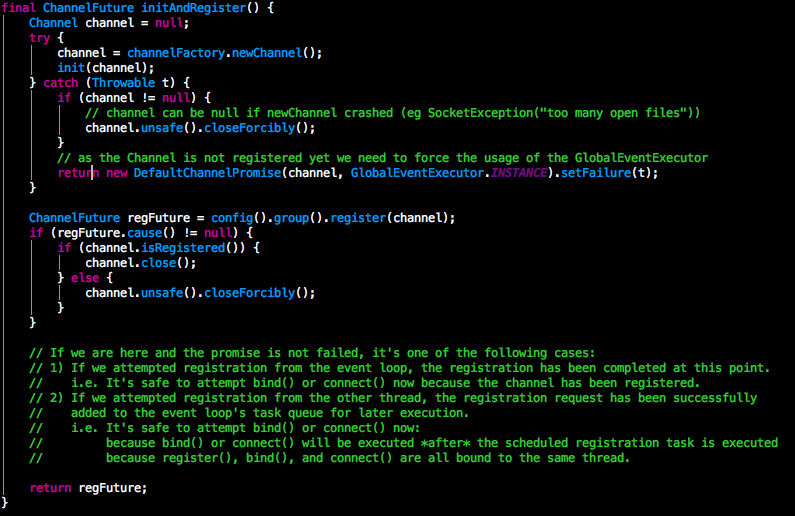 final ChannelFuture initAndRegister() {
    Channel channel = null;
    try {
        channel = channelFactory.newChannel();
        init(channel);
    } catch (Throwable t) {
        if (channel != null) {
            // channel can be null if newChannel crashed (eg SocketException("too many open files"))
            channel.unsafe().closeForcibly();
        }
        // as the Channel is not registered yet we need to force the usage of the GlobalEventExecutor
        return new DefaultChannelPromise(channel, GlobalEventExecutor.INSTANCE).setFailure(t);
    }

    ChannelFuture regFuture = config().group().register(channel);
    if (regFuture.cause() != null) {
        if (channel.isRegistered()) {
            channel.close();
        } else {
            channel.unsafe().closeForcibly();
        }
    }

    // If we are here and the promise is not failed, it's one of the following cases:
    // 1) If we attempted registration from the event loop, the registration has been completed at this point.
    //    i.e. It's safe to attempt bind() or connect() now because the channel has been registered.
    // 2) If we attempted registration from the other thread, the registration request has been successfully
    //    added to the event loop's task queue for later execution.
    //    i.e. It's safe to attempt bind() or connect() now:
    //         because bind() or connect() will be executed *after* the scheduled registration task is executed
    //         because register(), bind(), and connect() are all bound to the same thread.

    return regFuture;
}